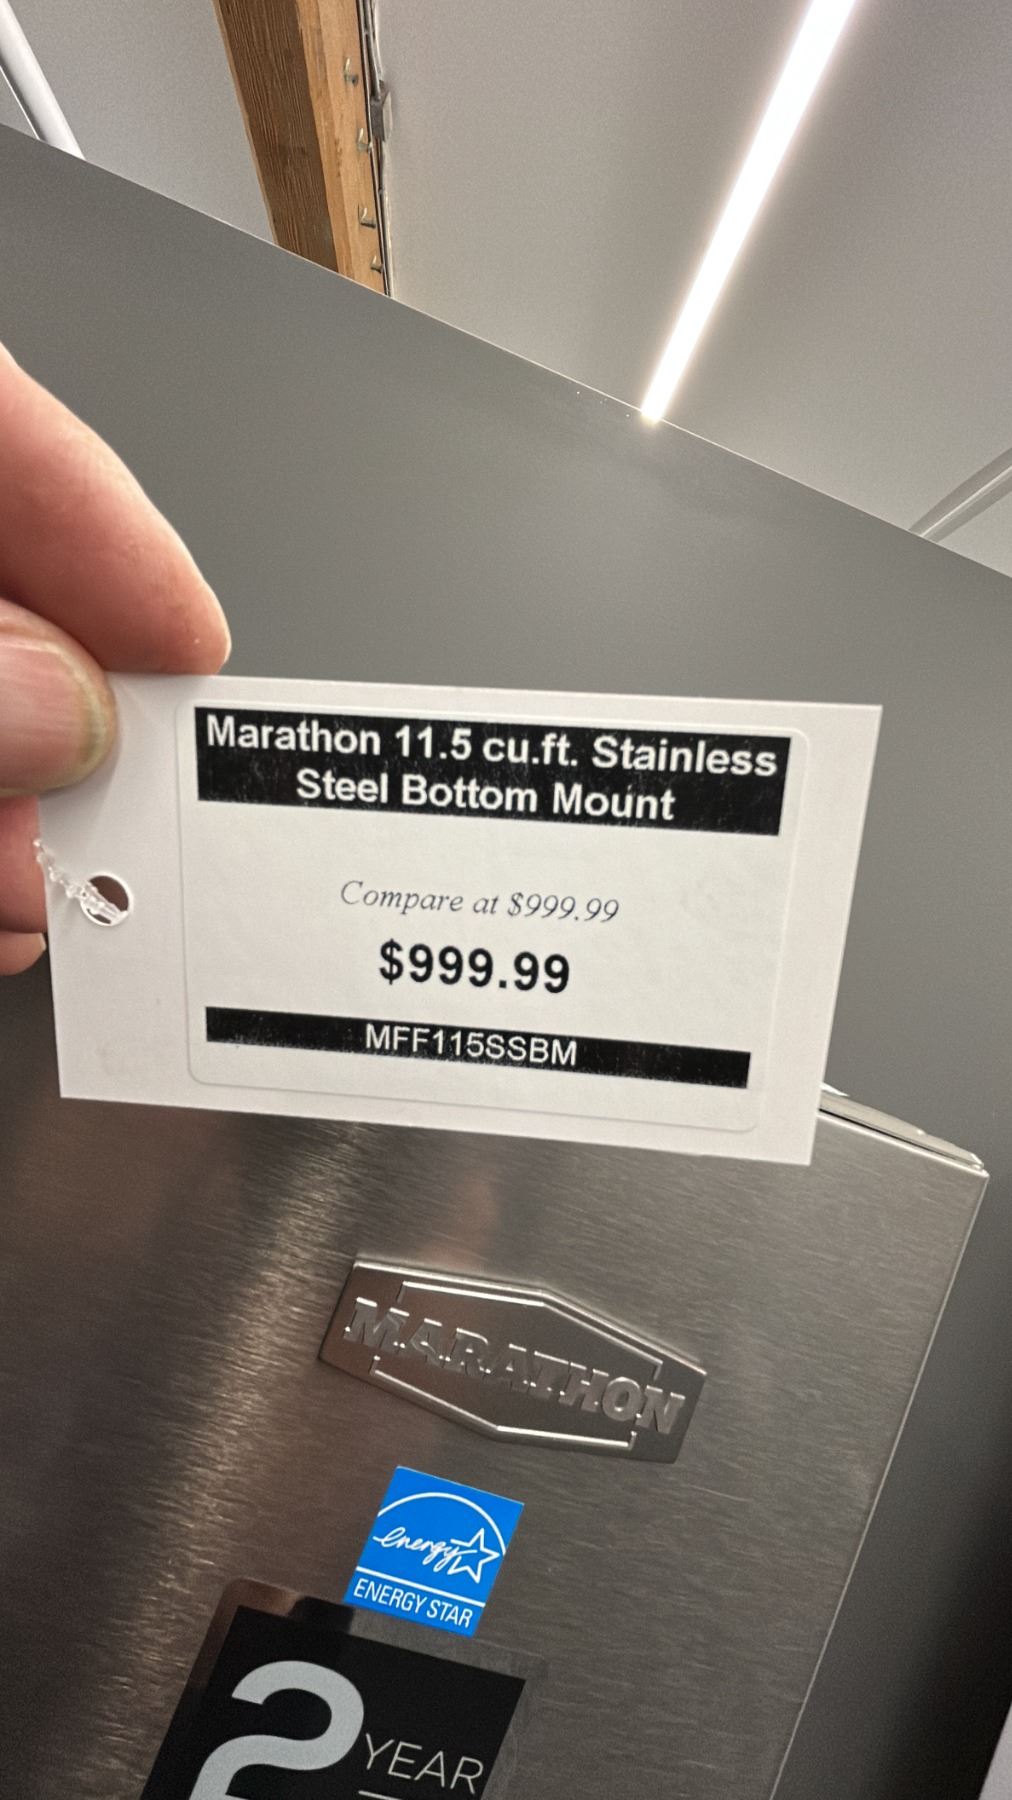 Marathon 11.5 cu.ft. Stainless
Steel Bottom Mount
Compare at $999.99
$999.99
MFF115SSBM
MARATHON
energy
ENERGY STAR
2 YEAR